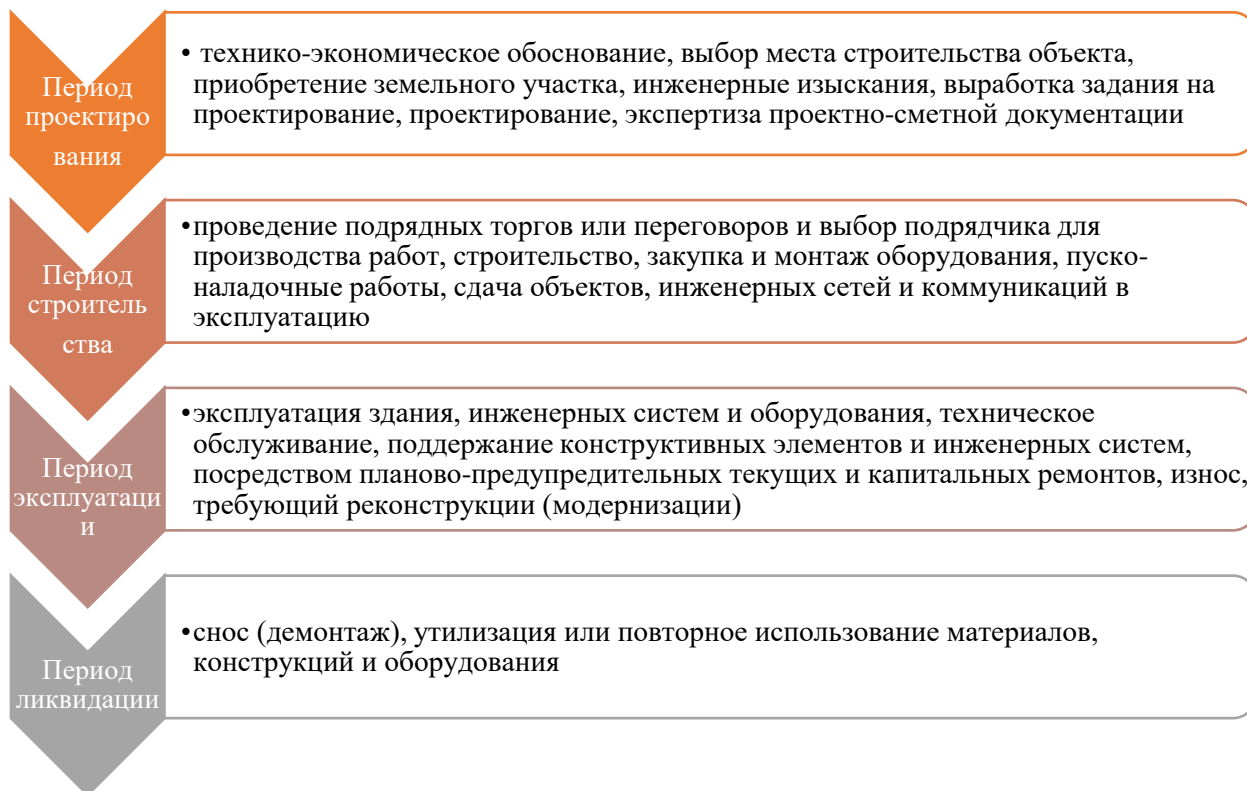 Период
проектиро
вания
• технико-экономическое обоснование, выбор места строительства объекта,
приобретение земельного участка, инженерные изыскания, выработка задания на
проектирование, проектирование, экспертиза проектно-сметной документации
Период
строитель
ства
•проведение подрядных торгов или переговоров и выбор подрядчика для
производства работ, строительство, закупка и монтаж оборудования, пуско-
наладочные работы, сдача объектов, инженерных сетей и коммуникаций в
эксплуатацию
Период
эксплуатаци
и
•эксплуатация здания, инженерных систем и оборудования, техническое
обслуживание, поддержание конструктивных элементов и инженерных систем,
посредством планово-предупредительных текущих и капитальных ремонтов, износ,
требующий реконструкции (модернизации)
Период
ликвидации
•снос (демонтаж), утилизация или повторное использование материалов,
конструкций и оборудования